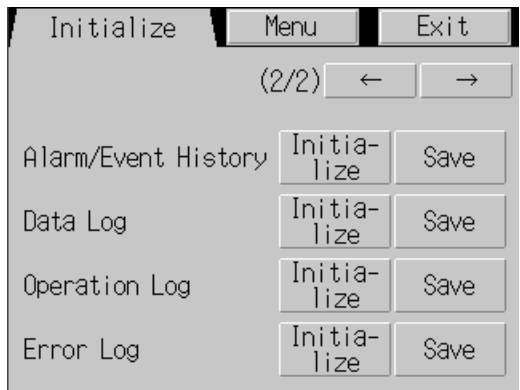 Initialize Menu Exit
(2/2) ← →
Alarm/Event History Initia-
lize Save
Data Log Initia-
lize Save
Operation Log Initia-
lize Save
Error Log Initia-
lize Save